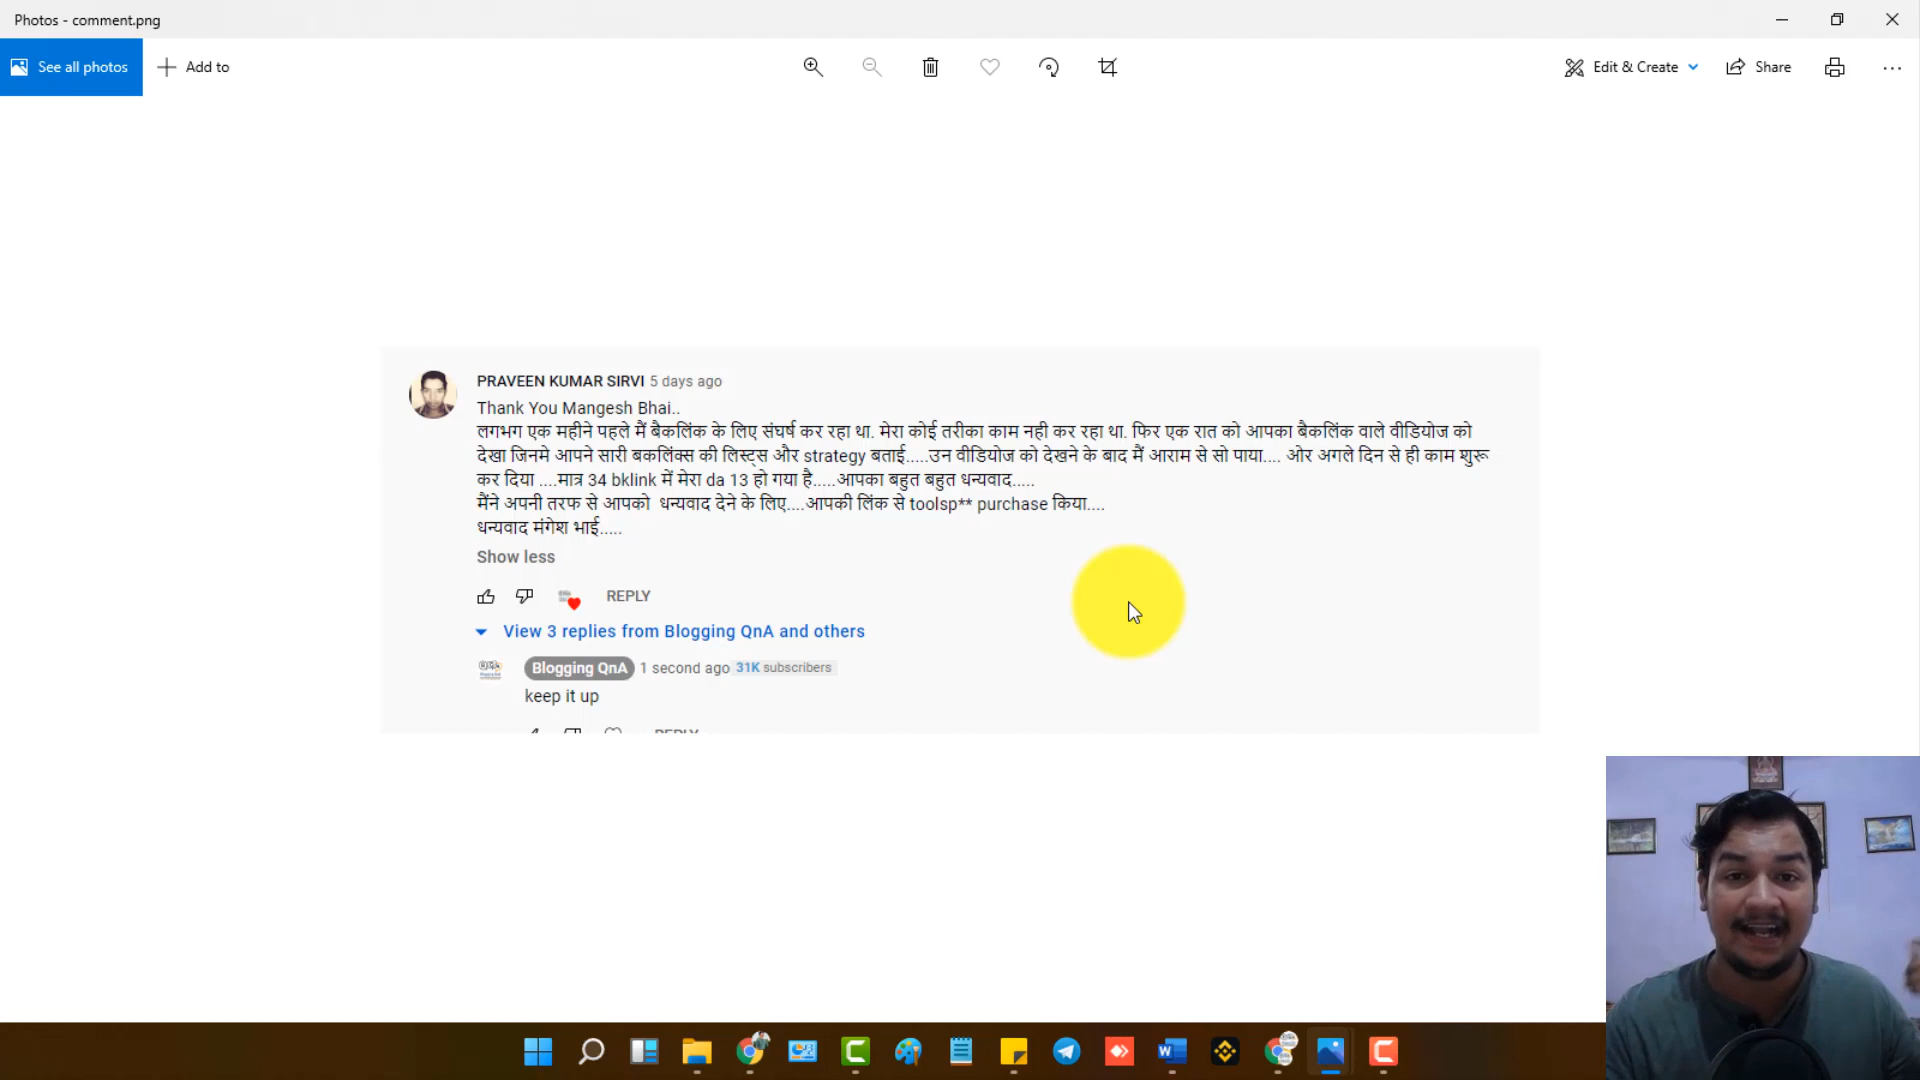 Photos - comment.png
See all photos
Add to
Edit & Create
Share
PRAVEEN KUMAR SIRVI 5 days ago
Thank You Mangesh Bhai..
लगभग एक महीने पहले मैं बैकलिंक के लिए संघर्ष कर रहा था. मेरा कोई तरीका काम नही कर रहा था. फिर एक रात को आपका बैकलिंक वाले वीडियोज को
देखा जिनमे आपने सारी बकलिंक्स की लिस्ट्स और strategy बताई.....उन वीडियोज को देखने के बाद मैं आराम से सो पाया.... ओर अगले दिन से ही काम शुरू
कर दिया ....मात्र 34 bklink में मेरा da 13 हो गया है.....आपका बहुत बहुत धन्यवाद.....
मैंने अपनी तरफ से आपको धन्यवाद देने के लिए....आपकी लिंक से toolsp** purchase किया....
धन्यवाद मंगेश भाई.....
Show less
REPLY
View 3 replies from Blogging QnA and others
Blogging QnA 1 second ago 31K subscribers
keep it up
REPLY